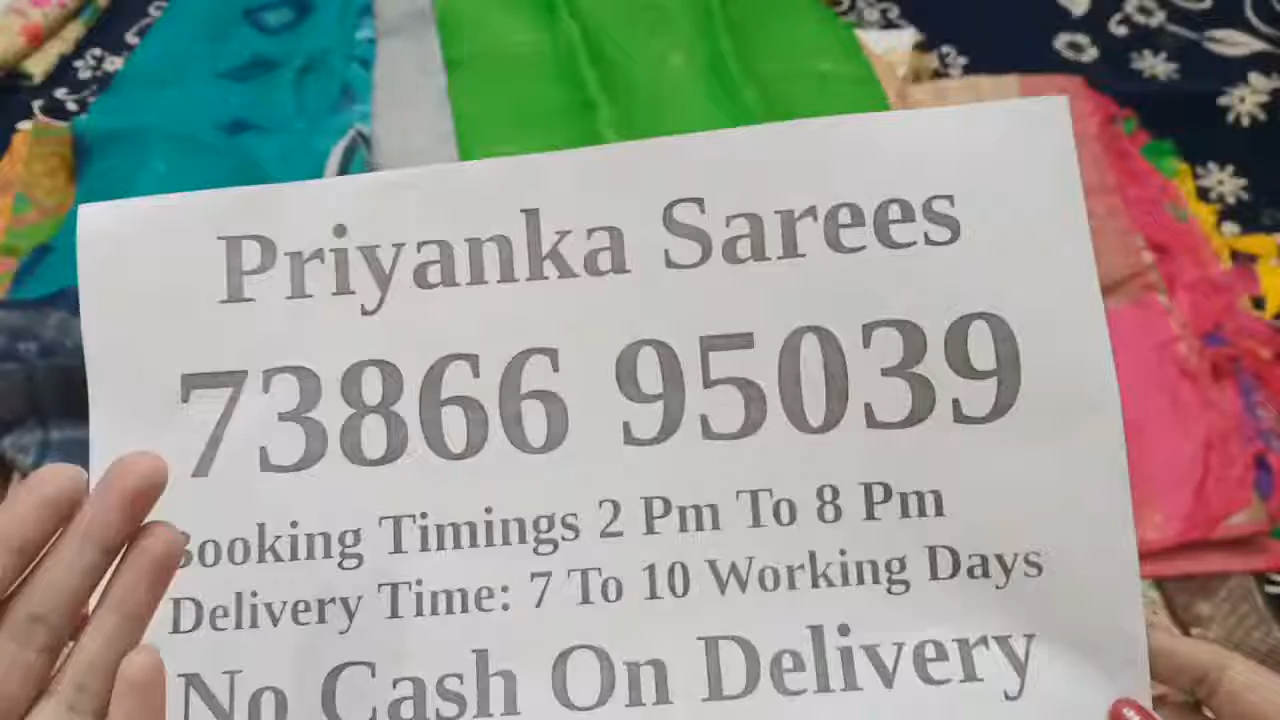 Priyanka Sarees
73866 95039
Booking Timings 2 Pm To 8 Pm
Delivery Time: 7 To 10 Working Days
No Cash On Delivery